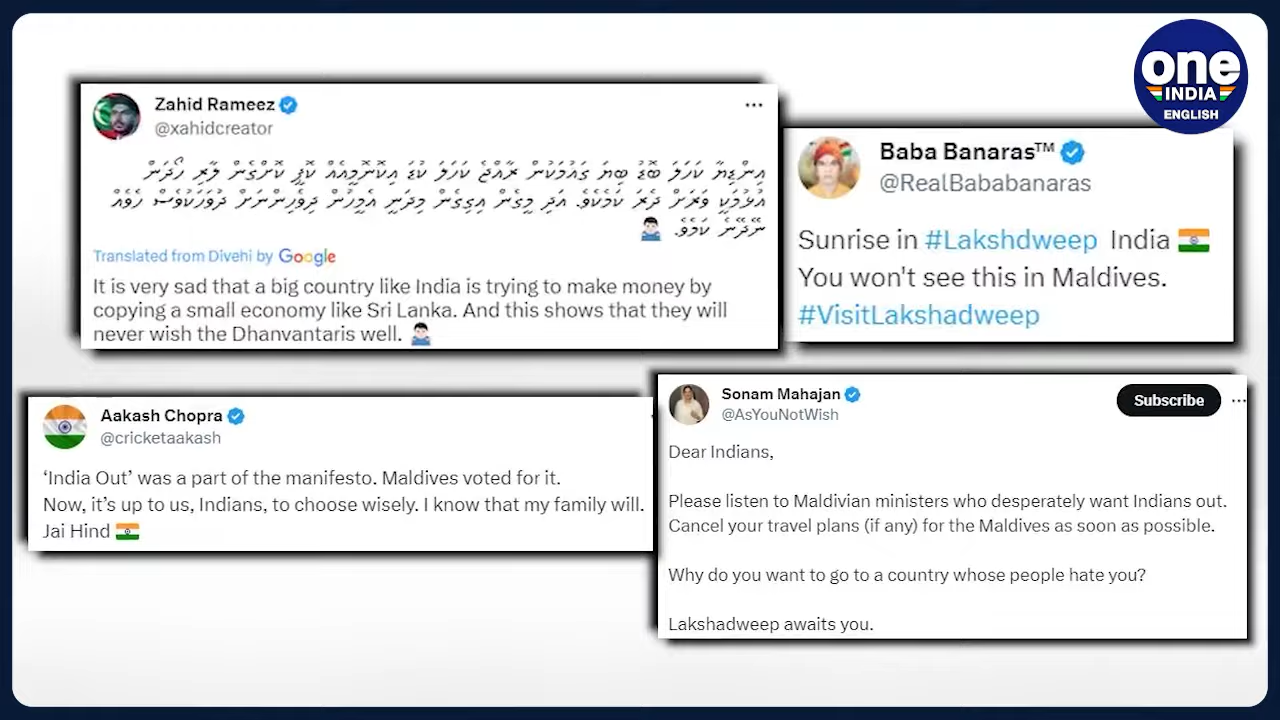 one
INDIA
ENGLISH
Zahid Rameez
@xahidcreator
އިންޑިޔާ ކަހަލަ ބޮޑު ބިޔަ ގައުމަކުން ރާއްޖެ ކަހަލަ ކުޑަ އިކޮނޮމީއެއް ކޮޕީ ކޮށްގެން ލާރި ހޯދަން
އުޅުމަކީ ވަރަށް ދެރަ ކަމެކެވެ. އަދި މީގެން އިގިގެން މިދަނީ އެމީހުން ދިވެހިންނަށް ދުވަހަކުވެސް ހެވެއް
ނޭދޭނެ ކަމެވެ.
Translated from Divehi by Google
It is very sad that a big country like India is trying to make money by
copying a small economy like Sri Lanka. And this shows that they will
never wish the Dhanvantaris well.
Baba Banaras™
@RealBababanaras
Sunrise in #Lakshdweep India
You won't see this in Maldives.
#VisitLakshadweep
Aakash Chopra
@cricketaakash
‘India Out’ was a part of the manifesto. Maldives voted for it.
Now, it’s up to us, Indians, to choose wisely. I know that my family will.
Jai Hind
Sonam Mahajan
@AsYouNotWish
Subscribe
Dear Indians,
Please listen to Maldivian ministers who desperately want Indians out.
Cancel your travel plans (if any) for the Maldives as soon as possible.
Why do you want to go to a country whose people hate you?
Lakshadweep awaits you.